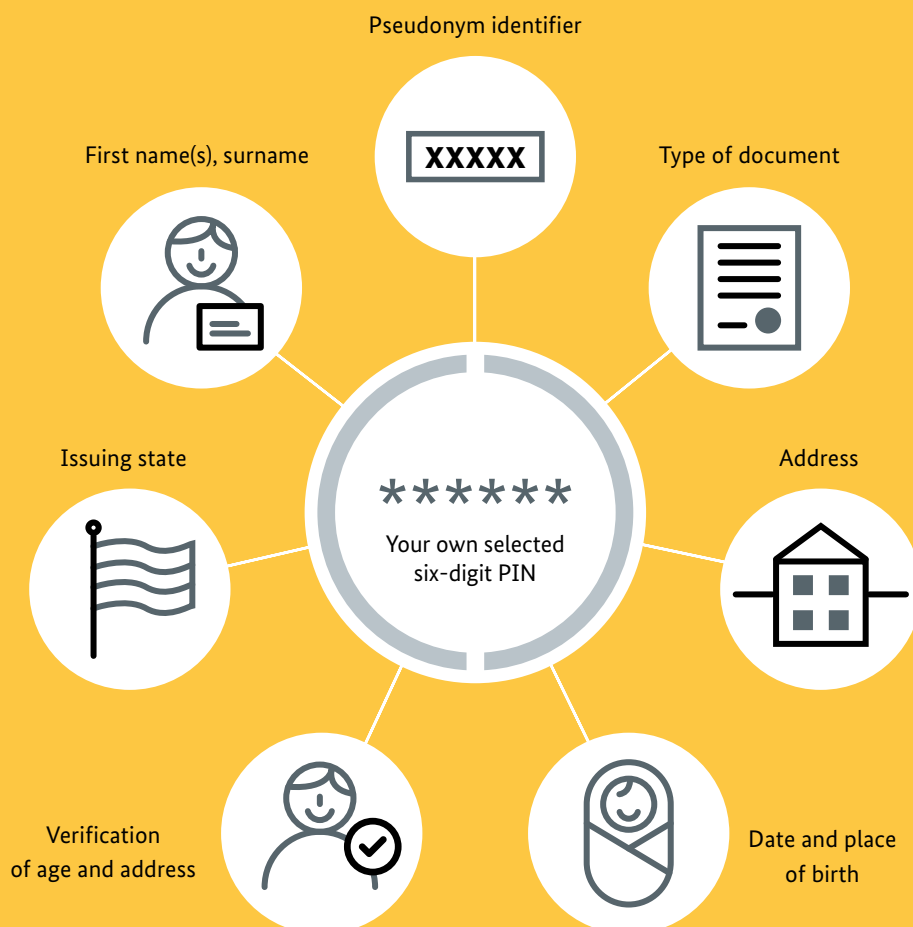 Pseudonym identifier
XXXXX
First name(s), surname
Type of document
Issuing state
Address
******
Your own selected
six-digit PIN
Verification
of age and address
Date and place
of birth